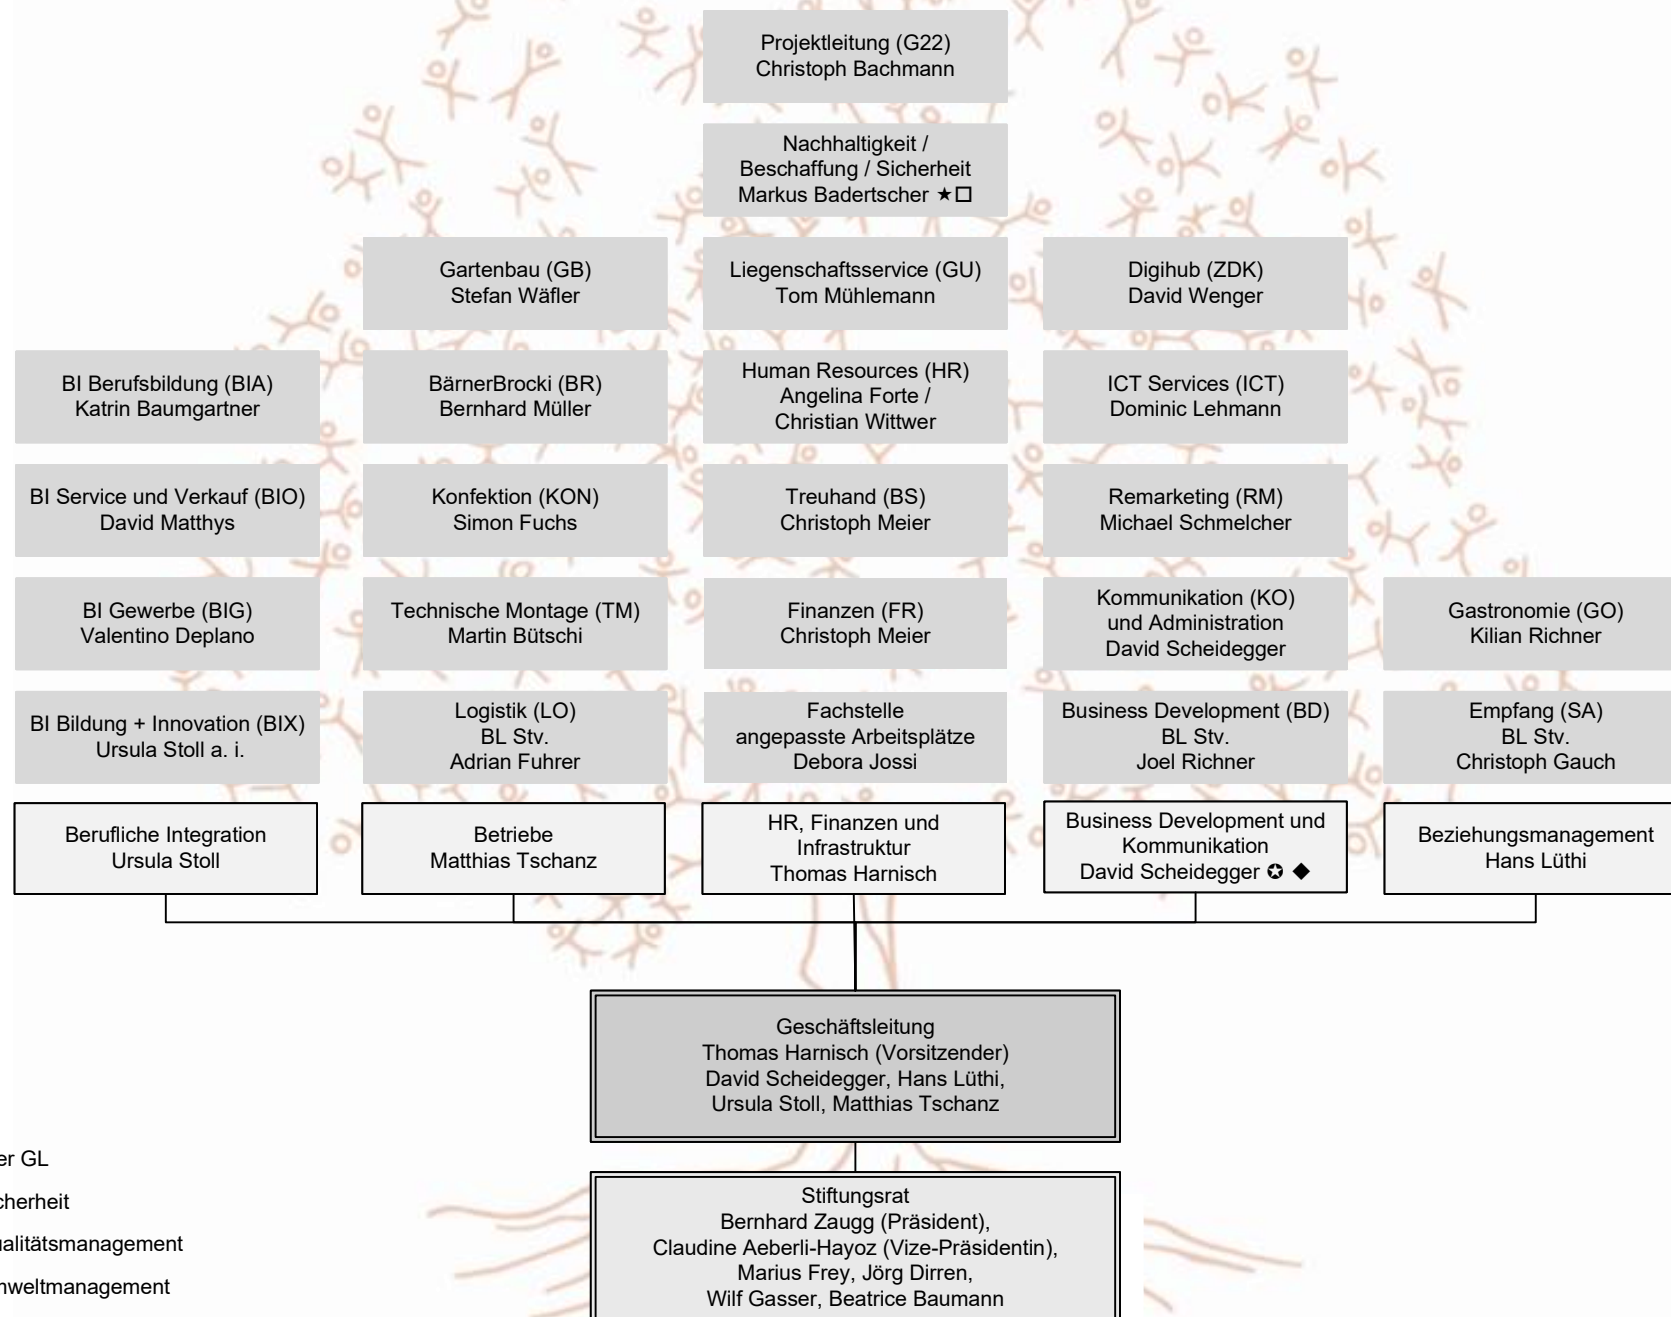 Projektleitung (G22)
Christoph Bachmann
Nachhaltigkeit /
Beschaffung / Sicherheit
Markus Badertscher ★□
Gartenbau (GB)
Stefan Wäfler
Liegenschaftsservice (GU)
Tom Mühlemann
Digihub (ZDK)
David Wenger
BI Berufsbildung (BIA)
Katrin Baumgartner
BärnerBrocki (BR)
Bernhard Müller
Human Resources (HR)
Angelina Forte /
Christian Wittwer
ICT Services (ICT)
Dominic Lehmann
BI Service und Verkauf (BIO)
David Matthys
Konfektion (KON)
Simon Fuchs
Treuhand (BS)
Christoph Meier
Remarketing (RM)
Michael Schmelcher
BI Gewerbe (BIG)
Valentino Deplano
Technische Montage (TM)
Martin Bütschi
Finanzen (FR)
Christoph Meier
Kommunikation (KO)
und Administration
David Scheidegger
Gastronomie (GO)
Kilian Richner
BI Bildung + Innovation (BIX)
Ursula Stoll a. i.
Logistik (LO)
BL Stv.
Adrian Fuhrer
Fachstelle
angepasste Arbeitsplätze
Debora Jossi
Business Development (BD)
BL Stv.
Joel Richner
Empfang (SA)
BL Stv.
Christoph Gauch
Berufliche Integration
Ursula Stoll
Betriebe
Matthias Tschanz
HR, Finanzen und
Infrastruktur
Thomas Harnisch
Business Development und
Kommunikation
David Scheidegger ✪ ◆
Beziehungsmanagement
Hans Lüthi
Geschäftsleitung
Thomas Harnisch (Vorsitzender)
David Scheidegger, Hans Lüthi,
Ursula Stoll, Matthias Tschanz
Stiftungsrat
Bernhard Zaugg (Präsident),
Claudine Aeberli-Hayoz (Vize-Präsidentin),
Marius Frey, Jörg Dirren,
Wilf Gasser, Beatrice Baumann
er GL
cherheit
ualitätsmanagement
nweltmanagement